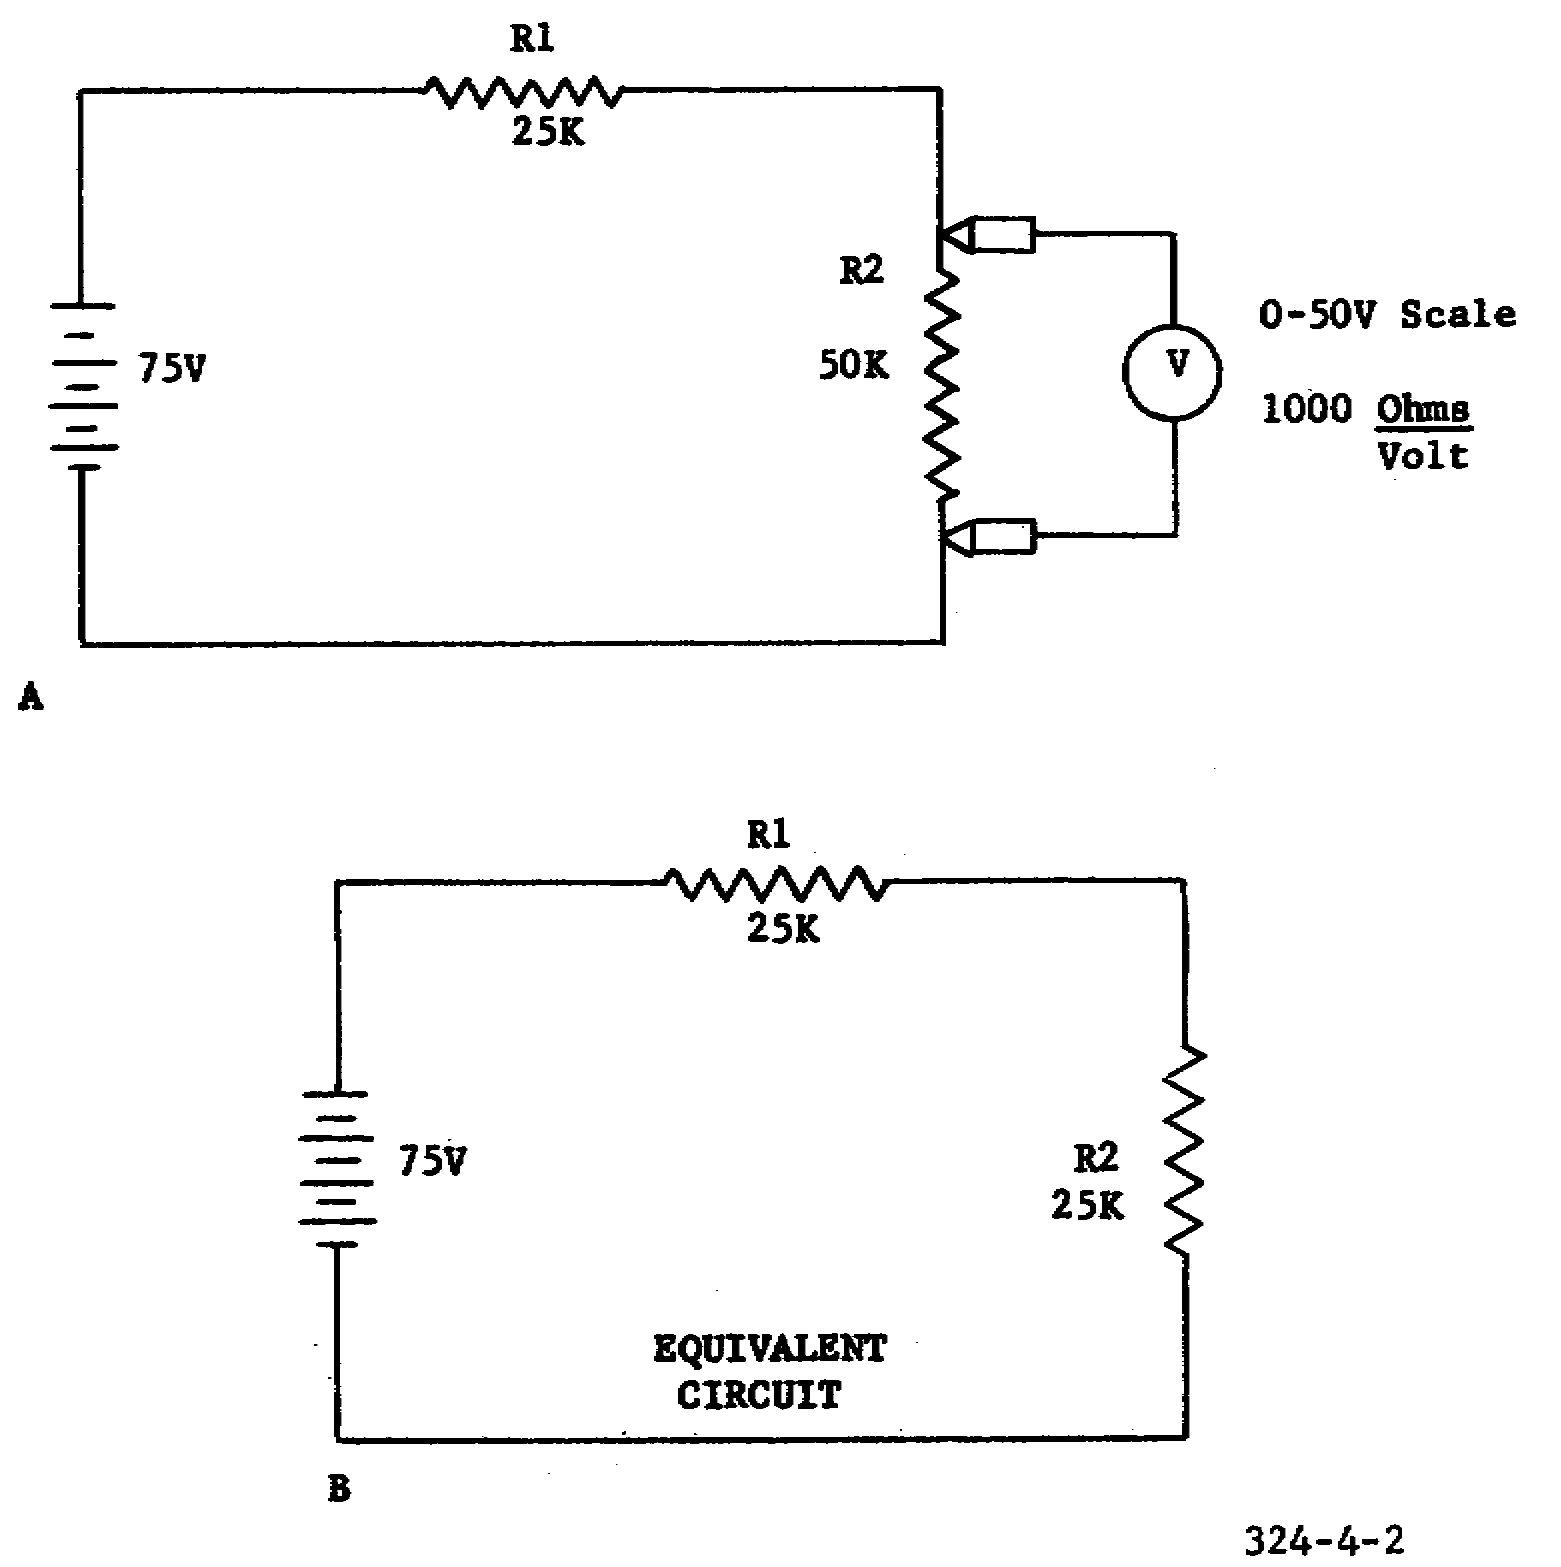 R1
25K
R2
50K
75V
0-50V Scale
1000 Ohms
Volt
V
A
R1
25K
75V
R2
25K
EQUIVALENT
CIRCUIT
B
324-4-2